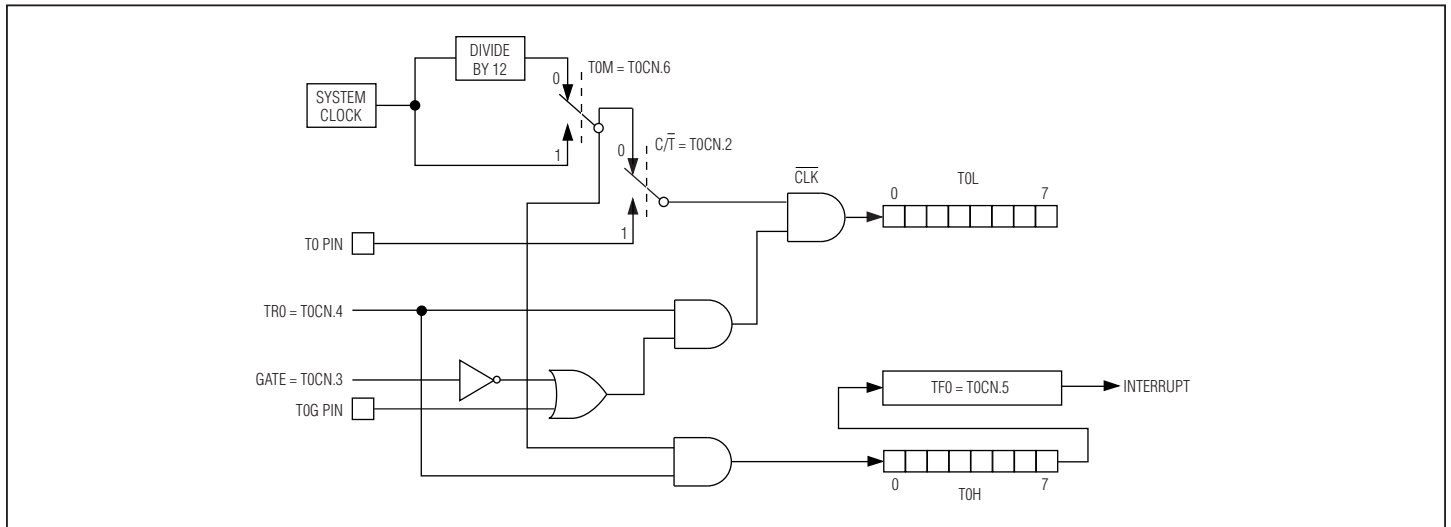 DIVIDE
BY 12
SYSTEM
CLOCK
0
T0M = T0CN.6
1
0
C/T̅ = T0CN.2
1
C̅L̅K̅
0
T0L
7
T0 PIN
TR0 = T0CN.4
GATE = T0CN.3
T0G PIN
TF0 = T0CN.5
INTERRUPT
0
7
T0H